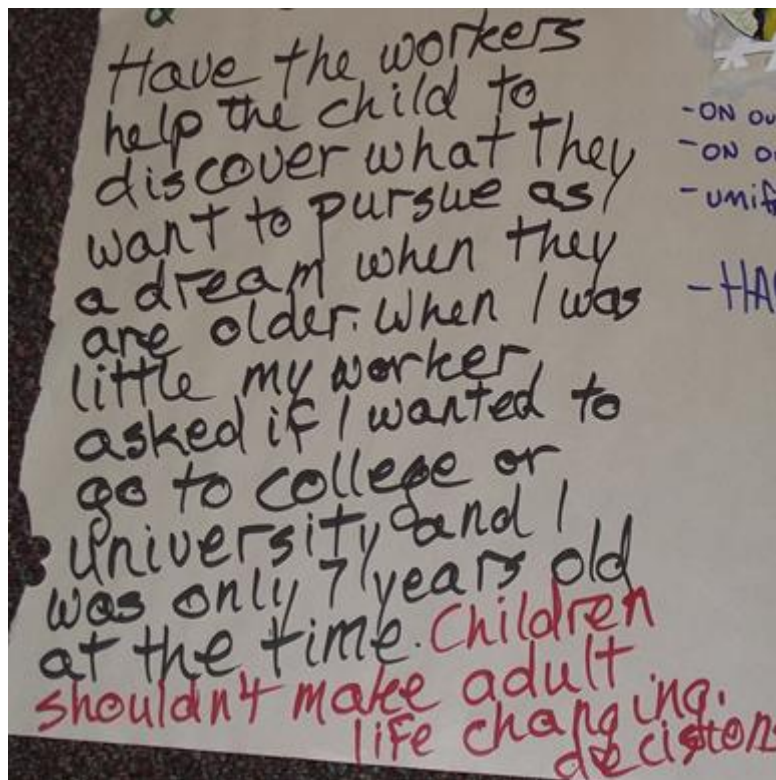 Have the workers
help the child to
discover what they
want to pursue as
a dream when they
are older. When I was
little my worker
asked if I wanted to
go to college or
university and I
was only 7 years old
at the time. Children
shouldn't make adult
life changing.
decision
-ON OU
-ON O
-UNIF
-HA